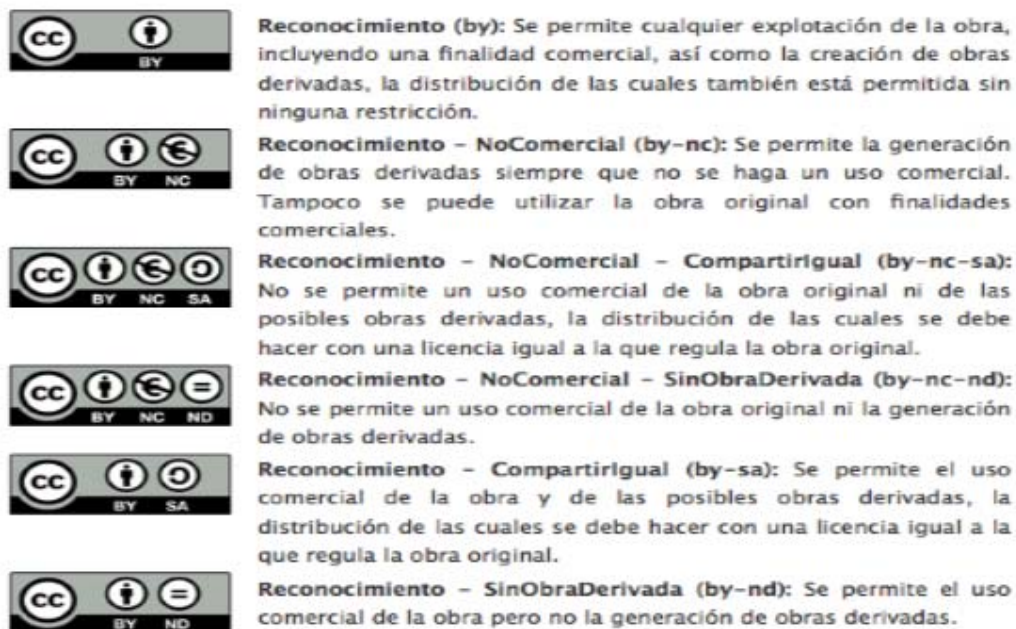 cc BY
Reconocimiento (by): Se permite cualquier explotación de la obra,
incluyendo una finalidad comercial, así como la creación de obras
derivadas, la distribución de las cuales también está permitida sin
ninguna restricción.
cc BY NC
Reconocimiento – NoComercial (by-nc): Se permite la generación
de obras derivadas siempre que no se haga un uso comercial.
Tampoco se puede utilizar la obra original con finalidades
comerciales.
cc BY NC SA
Reconocimiento – NoComercial – CompartirIgual (by-nc-sa):
No se permite un uso comercial de la obra original ni de las
posibles obras derivadas, la distribución de las cuales se debe
hacer con una licencia igual a la que regula la obra original.
cc BY NC ND
Reconocimiento – NoComercial – SinObraDerivada (by-nc-nd):
No se permite un uso comercial de la obra original ni la generación
de obras derivadas.
cc BY SA
Reconocimiento – CompartirIgual (by-sa): Se permite el uso
comercial de la obra y de las posibles obras derivadas, la
distribución de las cuales se debe hacer con una licencia igual a la
que regula la obra original.
cc BY ND
Reconocimiento – SinObraDerivada (by-nd): Se permite el uso
comercial de la obra pero no la generación de obras derivadas.